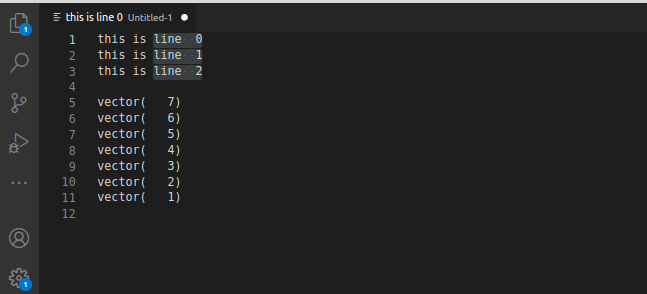 this is line 0 Untitled-1
1 this is line  0
2 this is line  1
3 this is line  2
4
5 vector(   7)
6 vector(   6)
7 vector(   5)
8 vector(   4)
9 vector(   3)
10 vector(   2)
11 vector(   1)
12
1
1